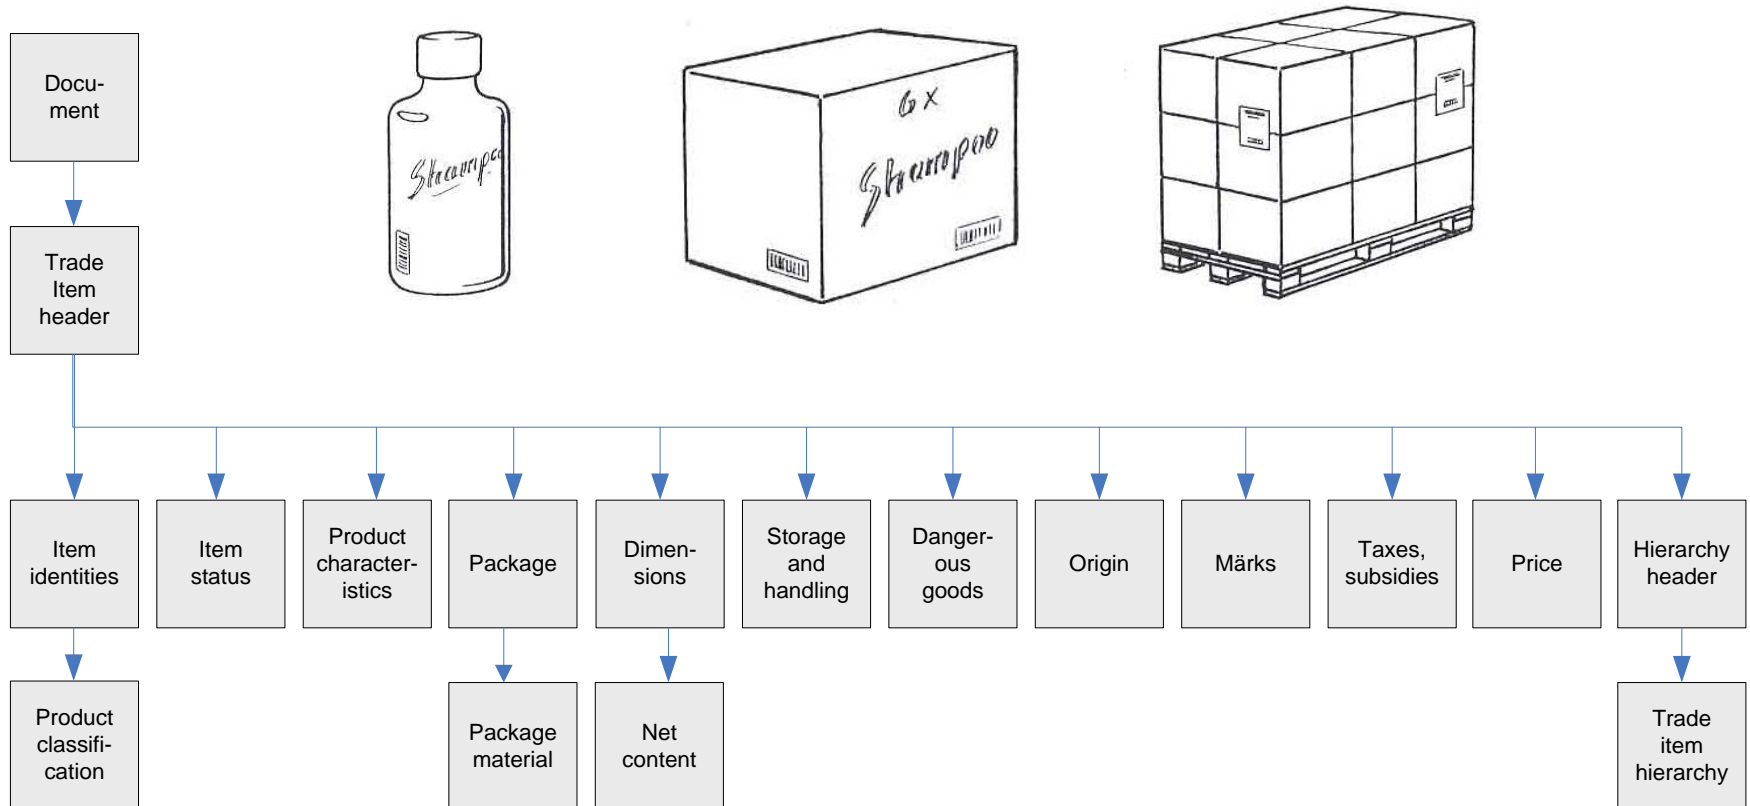 Docu-
ment
Shampoo
6 x
Shampoo
Trade
Item
header
Item
identities
Item
status
Product
character-
istics
Package
Dimen-
sions
Storage
and
handling
Danger-
ous
goods
Origin
Märks
Taxes,
subsidies
Price
Hierarchy
header
Product
classifi-
cation
Package
material
Net
content
Trade
item
hierarchy